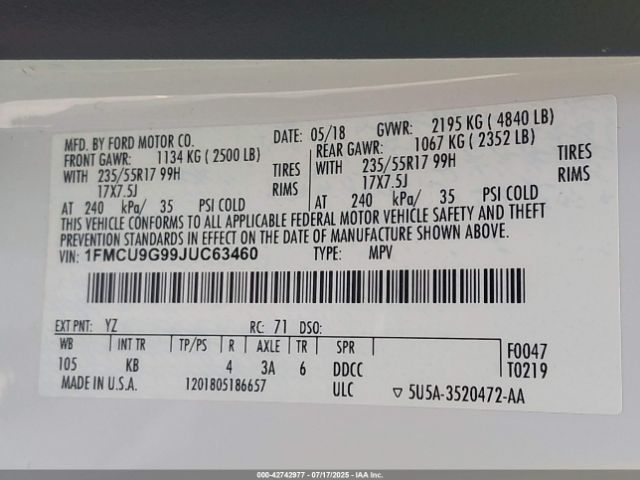 MFD. BY FORD MOTOR CO.
DATE: 05/18 GVWR: 2195 KG ( 4840 LB)
FRONT GAWR: 1134 KG ( 2500 LB) REAR GAWR: 1067 KG ( 2352 LB)
WITH 235/55R17 99H TIRES WITH 235/55R17 99H TIRES
17X7.5J RIMS 17X7.5J RIMS
AT 240 kPa/ 35 PSI COLD AT 240 kPa/ 35 PSI COLD
THIS VEHICLE CONFORMS TO ALL APPLICABLE FEDERAL MOTOR VEHICLE SAFETY AND THEFT
PREVENTION STANDARDS IN EFFECT ON THE DATE OF MANUFACTURE SHOWN ABOVE.
VIN: 1FMCU9G99JUC63460 TYPE: MPV
EXT PNT: YZ RC: 71 DSO:
WB INT TR TP/PS R AXLE TR SPR F0047
105 KB 4 3A 6 DDCC T0219
MADE IN U.S.A. 1201805186657 ULC 5U5A-3520472-AA
000-42742977 - 07/17/2025 - IAA Inc.